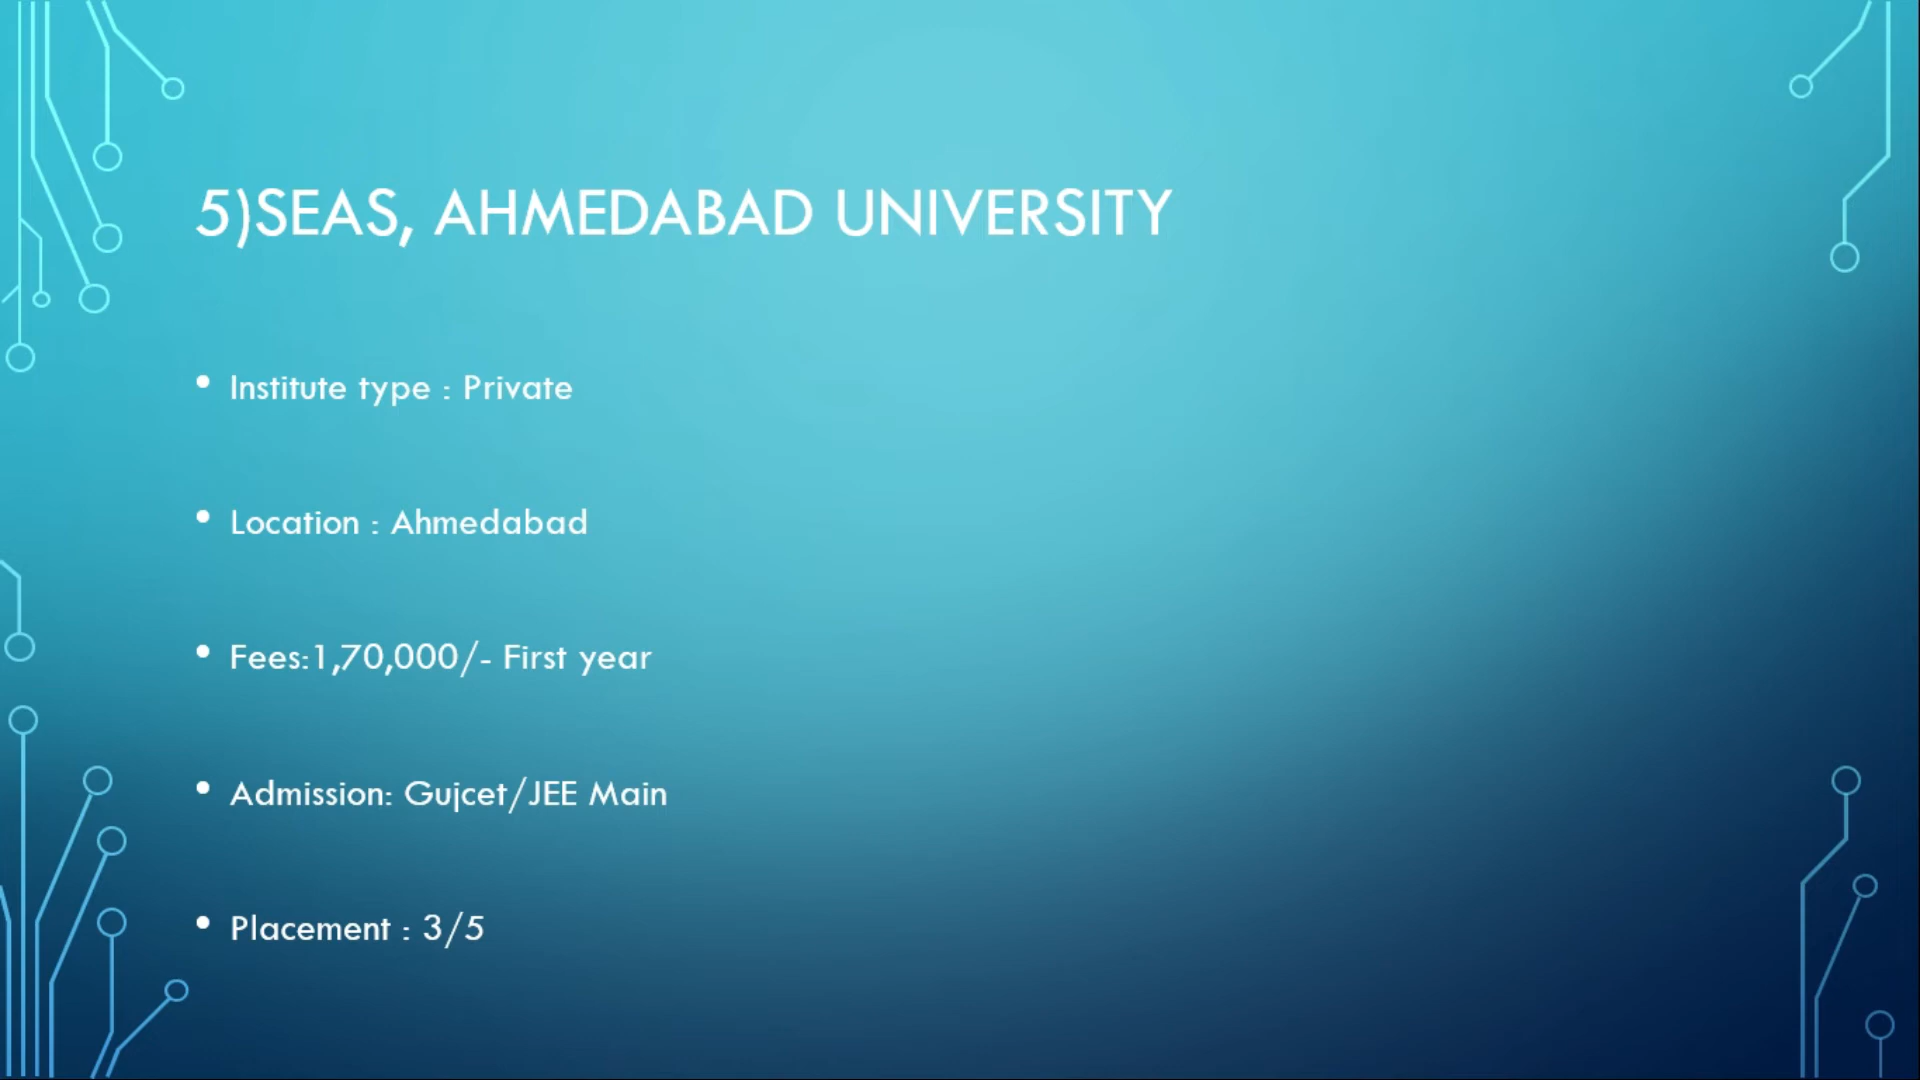 5)SEAS, AHMEDABAD UNIVERSITY
• Institute type : Private
• Location : Ahmedabad
• Fees:1,70,000/- First year
• Admission: Gujcet/JEE Main
• Placement : 3/5